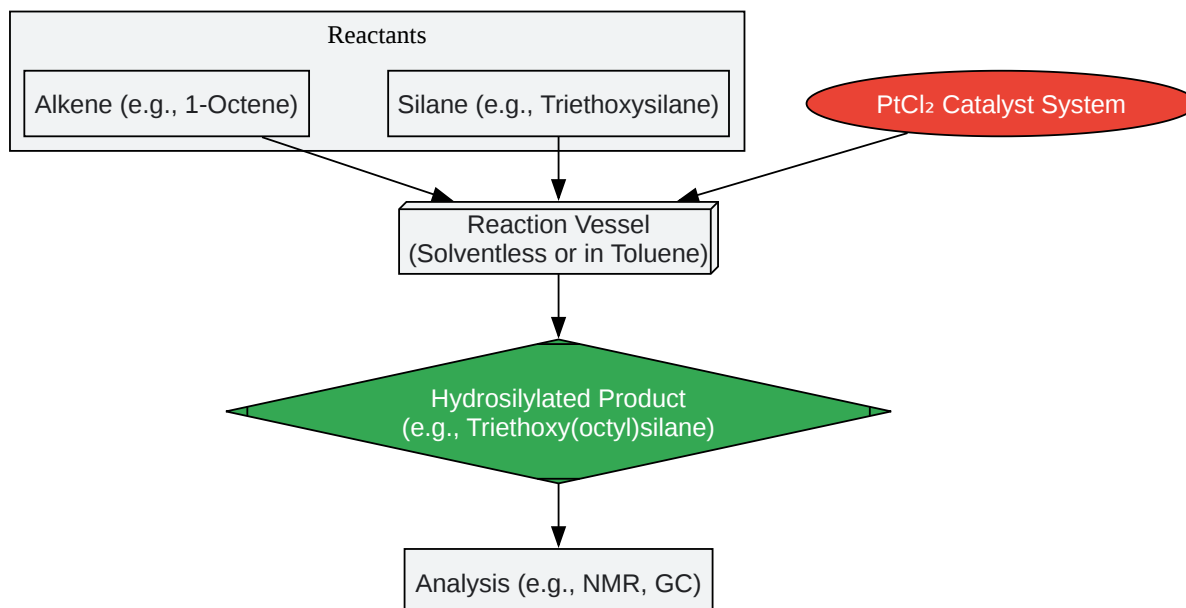 Reactants
Alkene (e.g., 1-Octene)
Silane (e.g., Triethoxysilane)
PtCl₂ Catalyst System
Reaction Vessel
(Solventless or in Toluene)
Hydrosilylated Product
(e.g., Triethoxy(octyl)silane)
Analysis (e.g., NMR, GC)